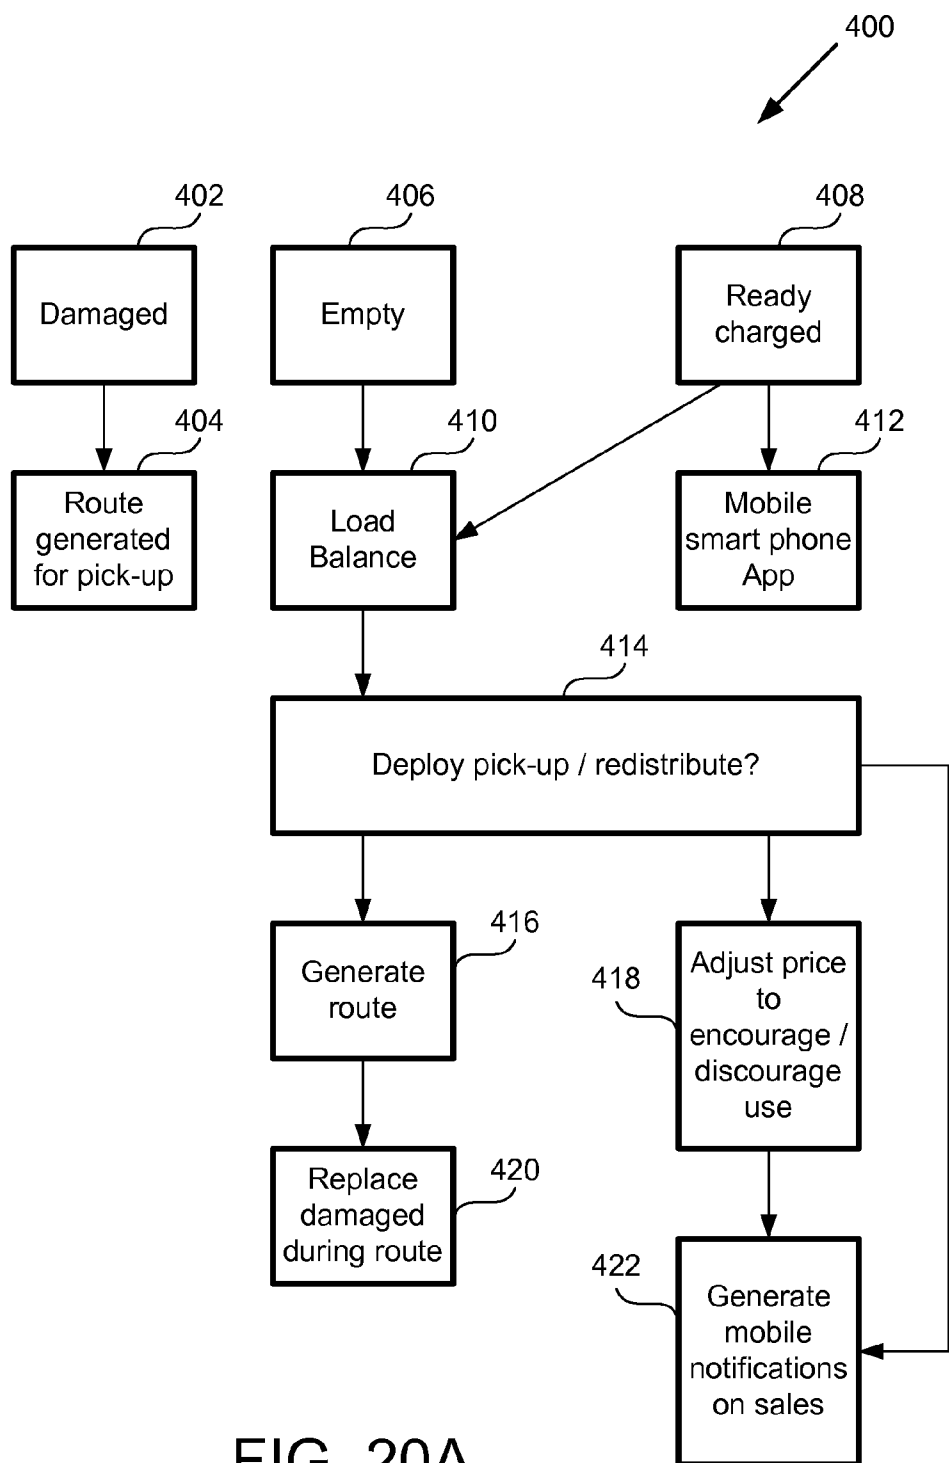 400
402
406
408
Damaged
Empty
Ready
charged
404
410
412
Route
generated
for pick-up
Load
Balance
Mobile
smart phone
App
414
Deploy pick-up / redistribute?
416
Generate
route
418
Adjust price
to
encourage /
discourage
use
420
Replace
damaged
during route
422
Generate
mobile
notifications
on sales
FIG. 20A